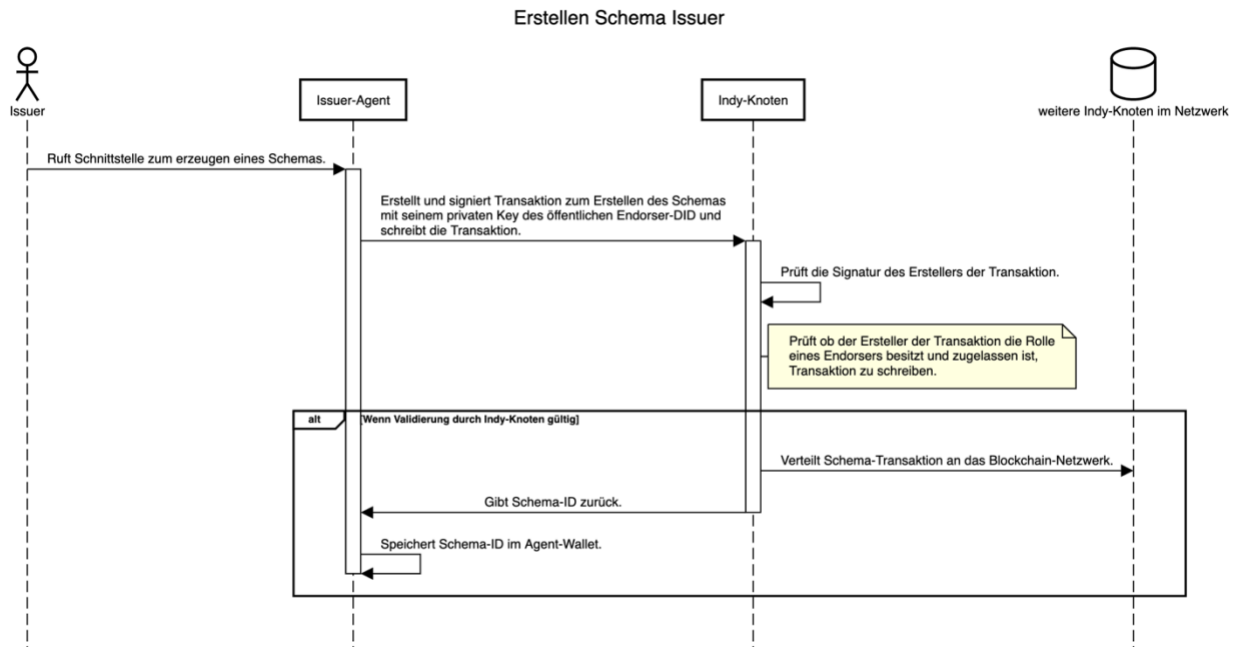 Erstellen Schema Issuer
Issuer
Issuer-Agent
Indy-Knoten
weitere Indy-Knoten im Netzwerk
Ruft Schnittstelle zum erzeugen eines Schemas.
Erstellt und signiert Transaktion zum Erstellen des Schemas
mit seinem privaten Key des öffentlichen Endorser-DID und
schreibt die Transaktion.
Prüft die Signatur des Erstellers der Transaktion.
Prüft ob der Ersteller der Transaktion die Rolle
eines Endorsers besitzt und zugelassen ist,
Transaktion zu schreiben.
alt
[Wenn Validierung durch Indy-Knoten gültig]
Verteilt Schema-Transaktion an das Blockchain-Netzwerk.
Gibt Schema-ID zurück.
Speichert Schema-ID im Agent-Wallet.